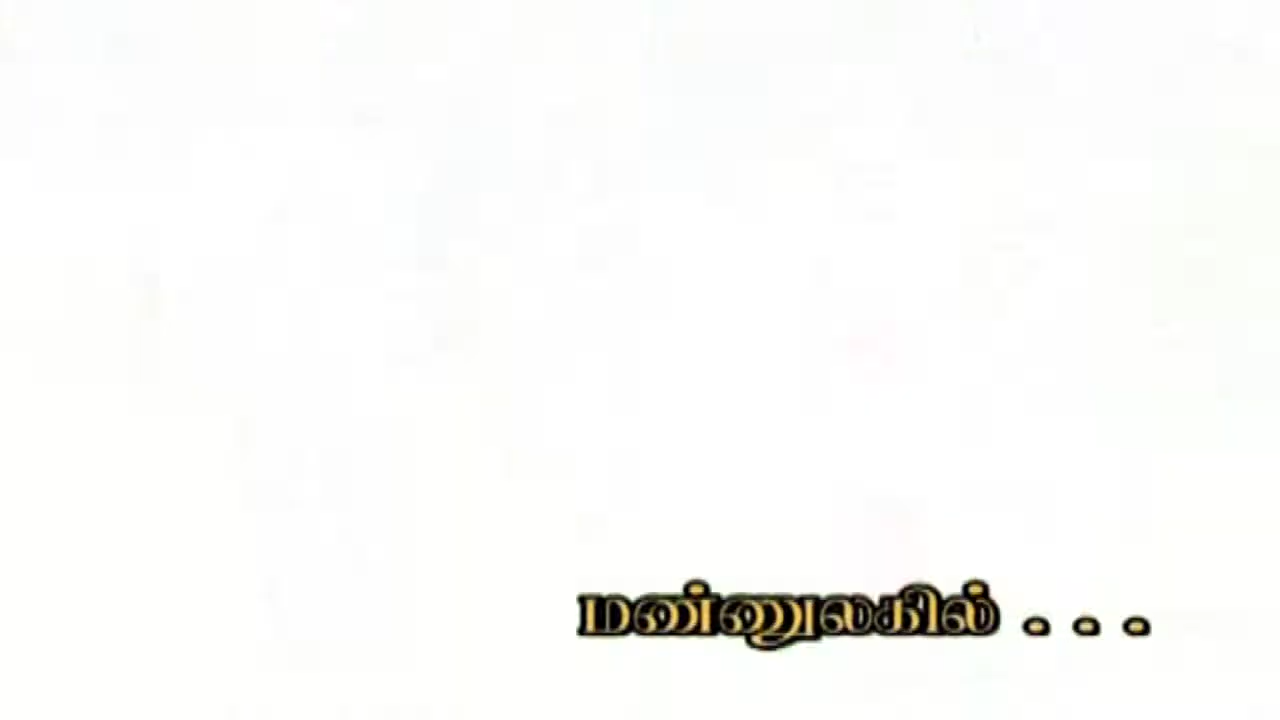 மண்ணுலகில் . . .